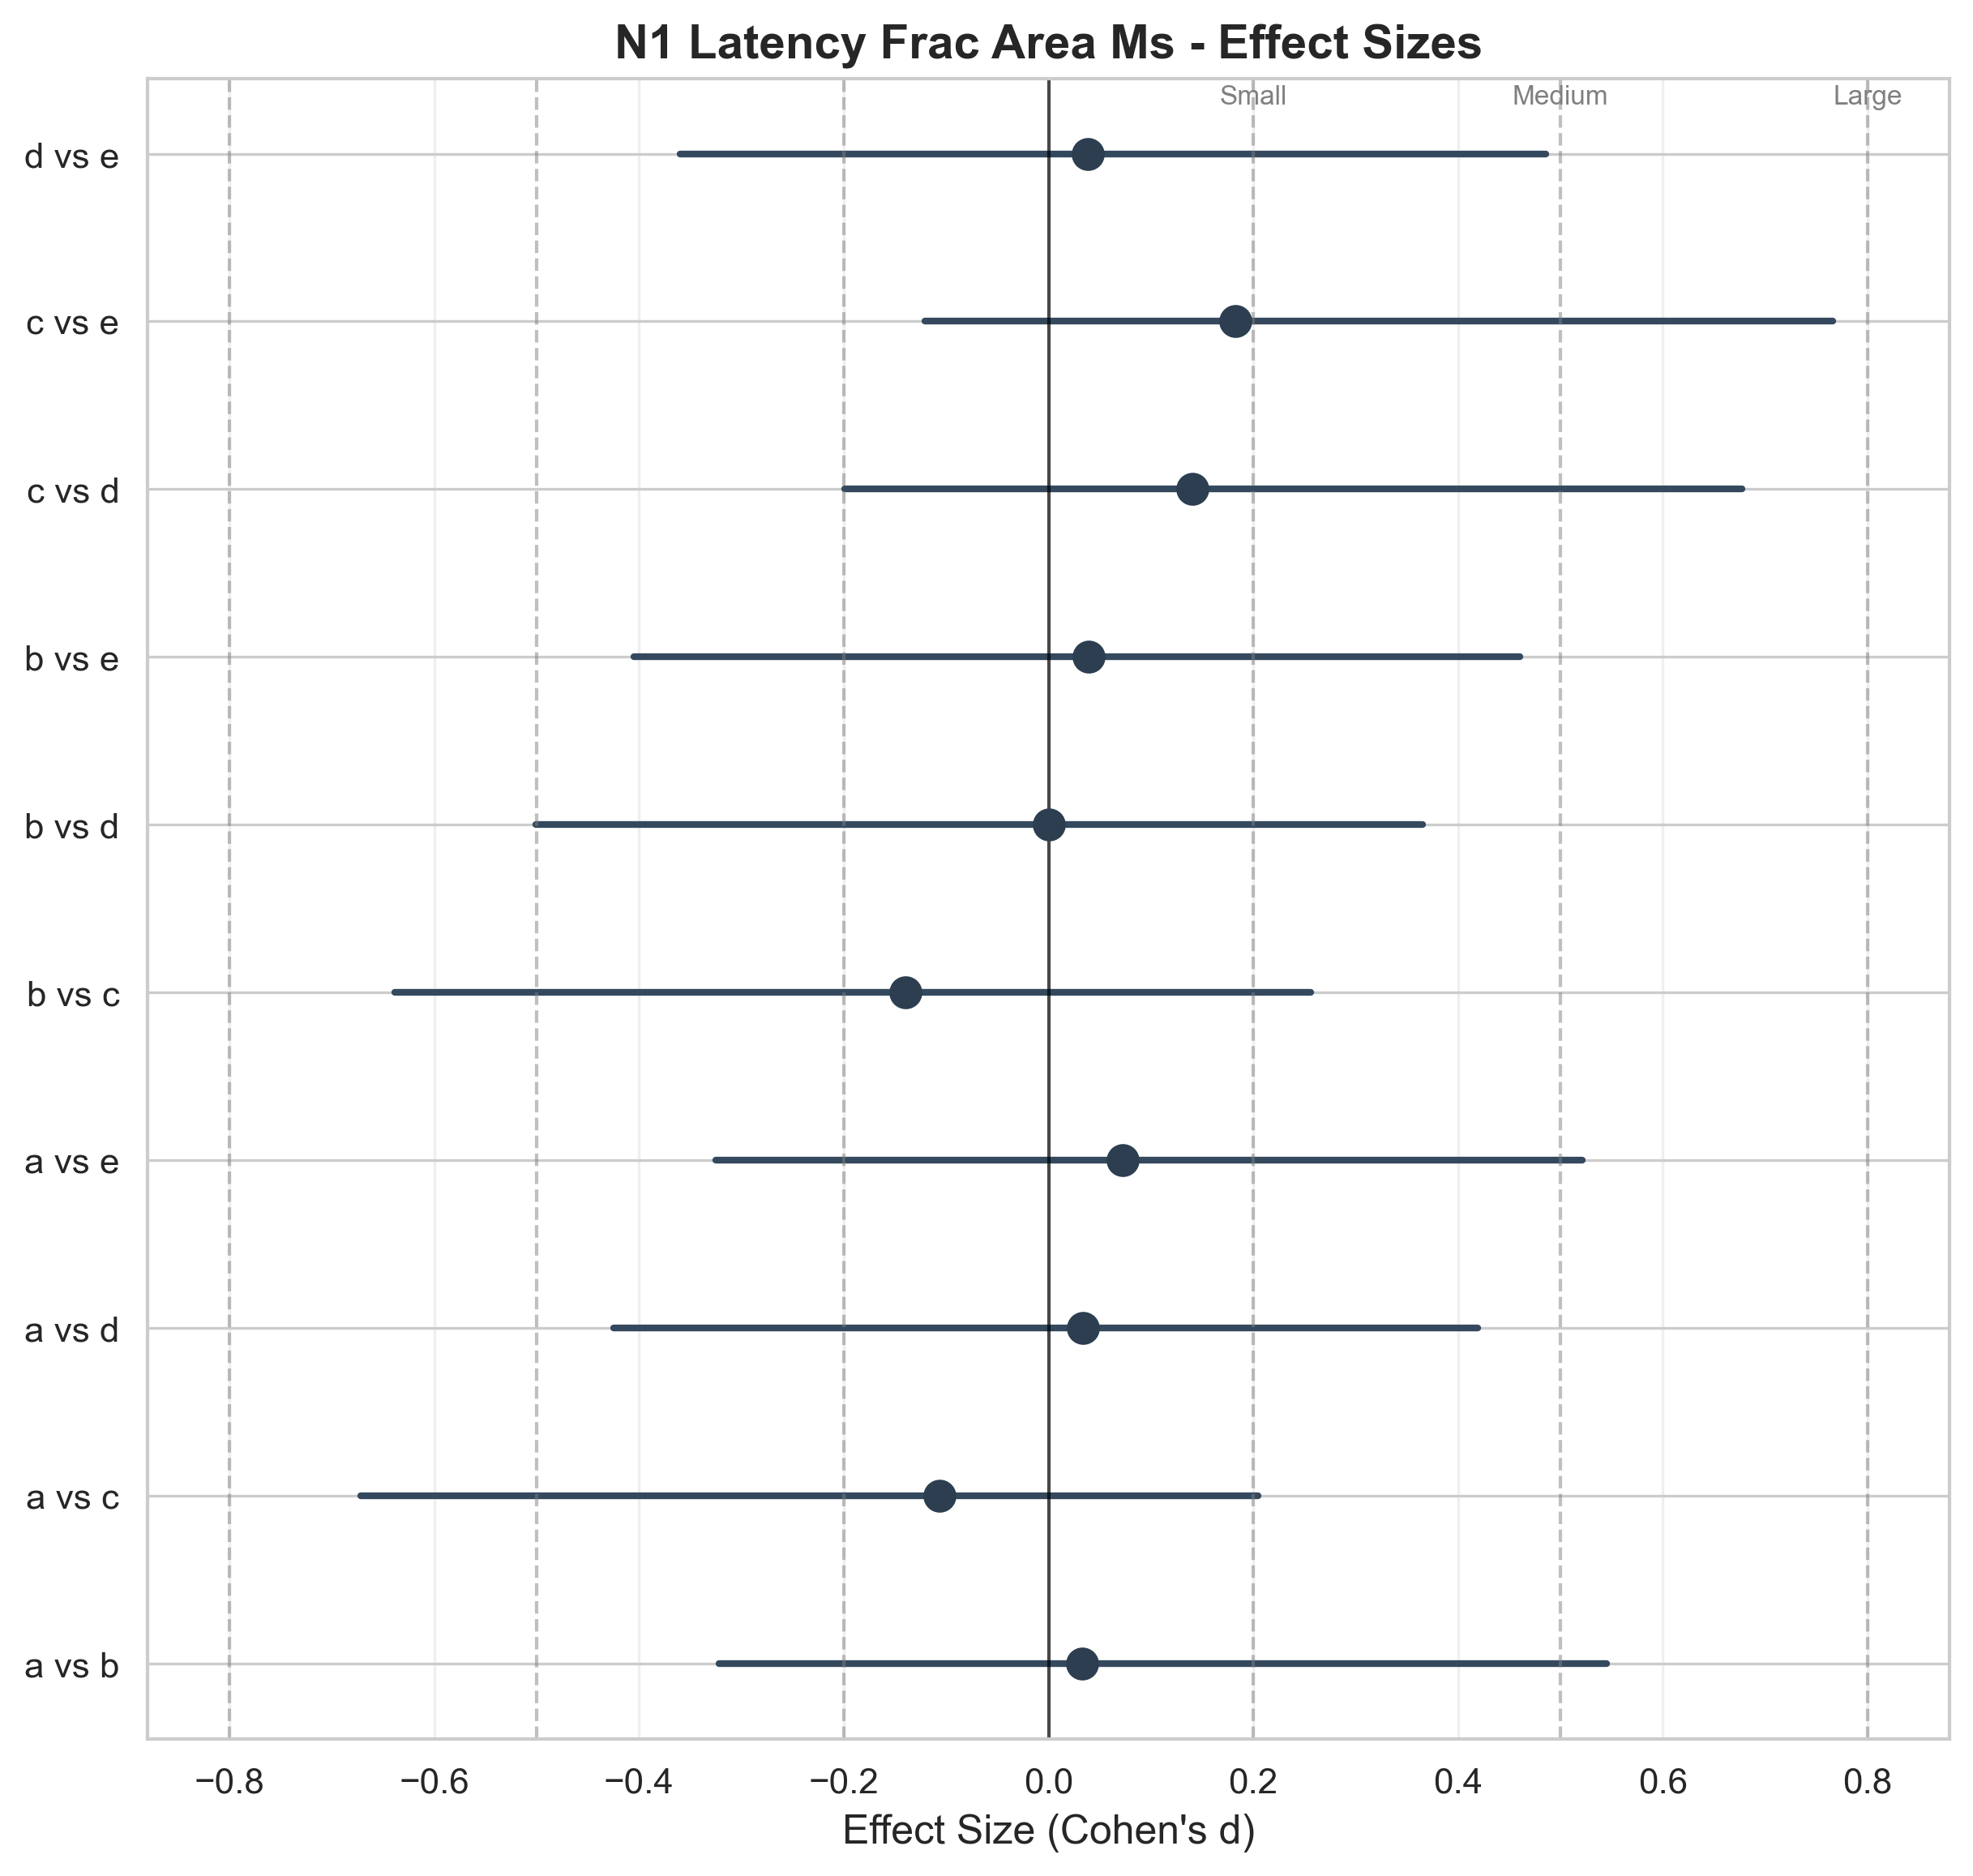 N1 Latency Frac Area Ms - Effect Sizes
Small Medium Large
d vs e
c vs e
c vs d
b vs e
b vs d
b vs c
a vs e
a vs d
a vs c
a vs b
−0.8 −0.6 −0.4 −0.2 0.0 0.2 0.4 0.6 0.8
Effect Size (Cohen's d)